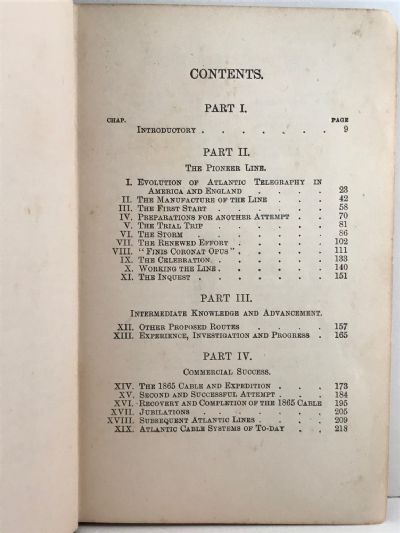 CONTENTS.
PART I.
CHAP. PAGE
INTRODUCTORY . . . . . . . 9
PART II.
THE PIONEER LINE.
I. EVOLUTION OF ATLANTIC TELEGRAPHY IN
AMERICA AND ENGLAND . . . . 23
II. THE MANUFACTURE OF THE LINE . . . 42
III. THE FIRST START . . . . . 58
IV. PREPARATIONS FOR ANOTHER ATTEMPT . . 70
V. THE TRIAL TRIP . . . . . 81
VI. THE STORM . . . . . . 86
VII. THE RENEWED EFFORT . . . . . 102
VIII. "FINIS CORONAT OPUS" . . . . . 111
IX. THE CELEBRATION . . . . . 133
X. WORKING THE LINE . . . . . 140
XI. THE INQUEST . . . . . . 151
PART III.
INTERMEDIATE KNOWLEDGE AND ADVANCEMENT.
XII. OTHER PROPOSED ROUTES . . . . 157
XIII. EXPERIENCE, INVESTIGATION AND PROGRESS . 165
PART IV.
COMMERCIAL SUCCESS.
XIV. THE 1865 CABLE AND EXPEDITION . . . 173
XV. SECOND AND SUCCESSFUL ATTEMPT . . . 184
XVI. RECOVERY AND COMPLETION OF THE 1865 CABLE 195
XVII. JUBILATIONS . . . . . . 205
XVIII. SUBSEQUENT ATLANTIC LINES . . . . 209
XIX. ATLANTIC CABLE SYSTEMS OF TO-DAY . . 218